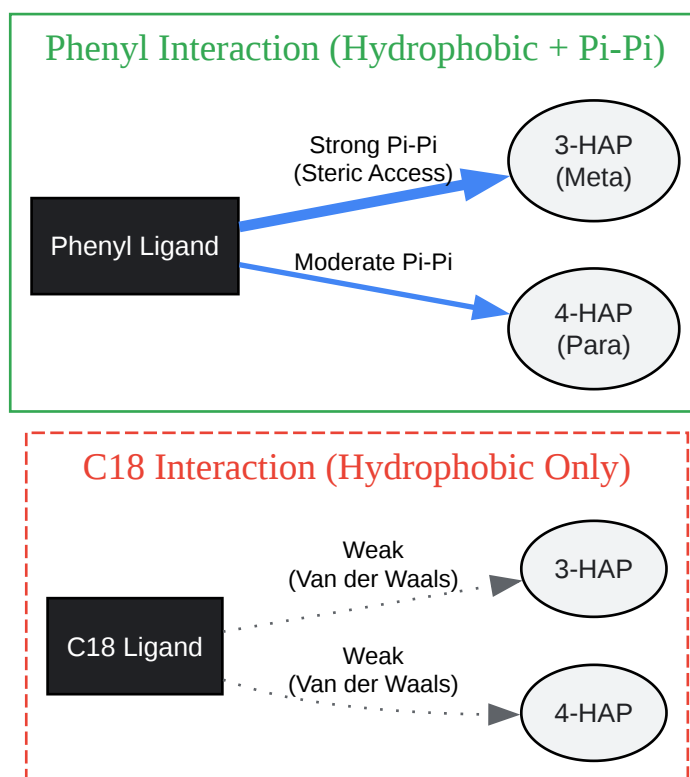 Phenyl Interaction (Hydrophobic + Pi-Pi)
Strong Pi-Pi
(Steric Access)
3-HAP
(Meta)
Phenyl Ligand
Moderate Pi-Pi
4-HAP
(Para)
C18 Interaction (Hydrophobic Only)
Weak
(Van der Waals)
3-HAP
C18 Ligand
Weak
(Van der Waals)
4-HAP